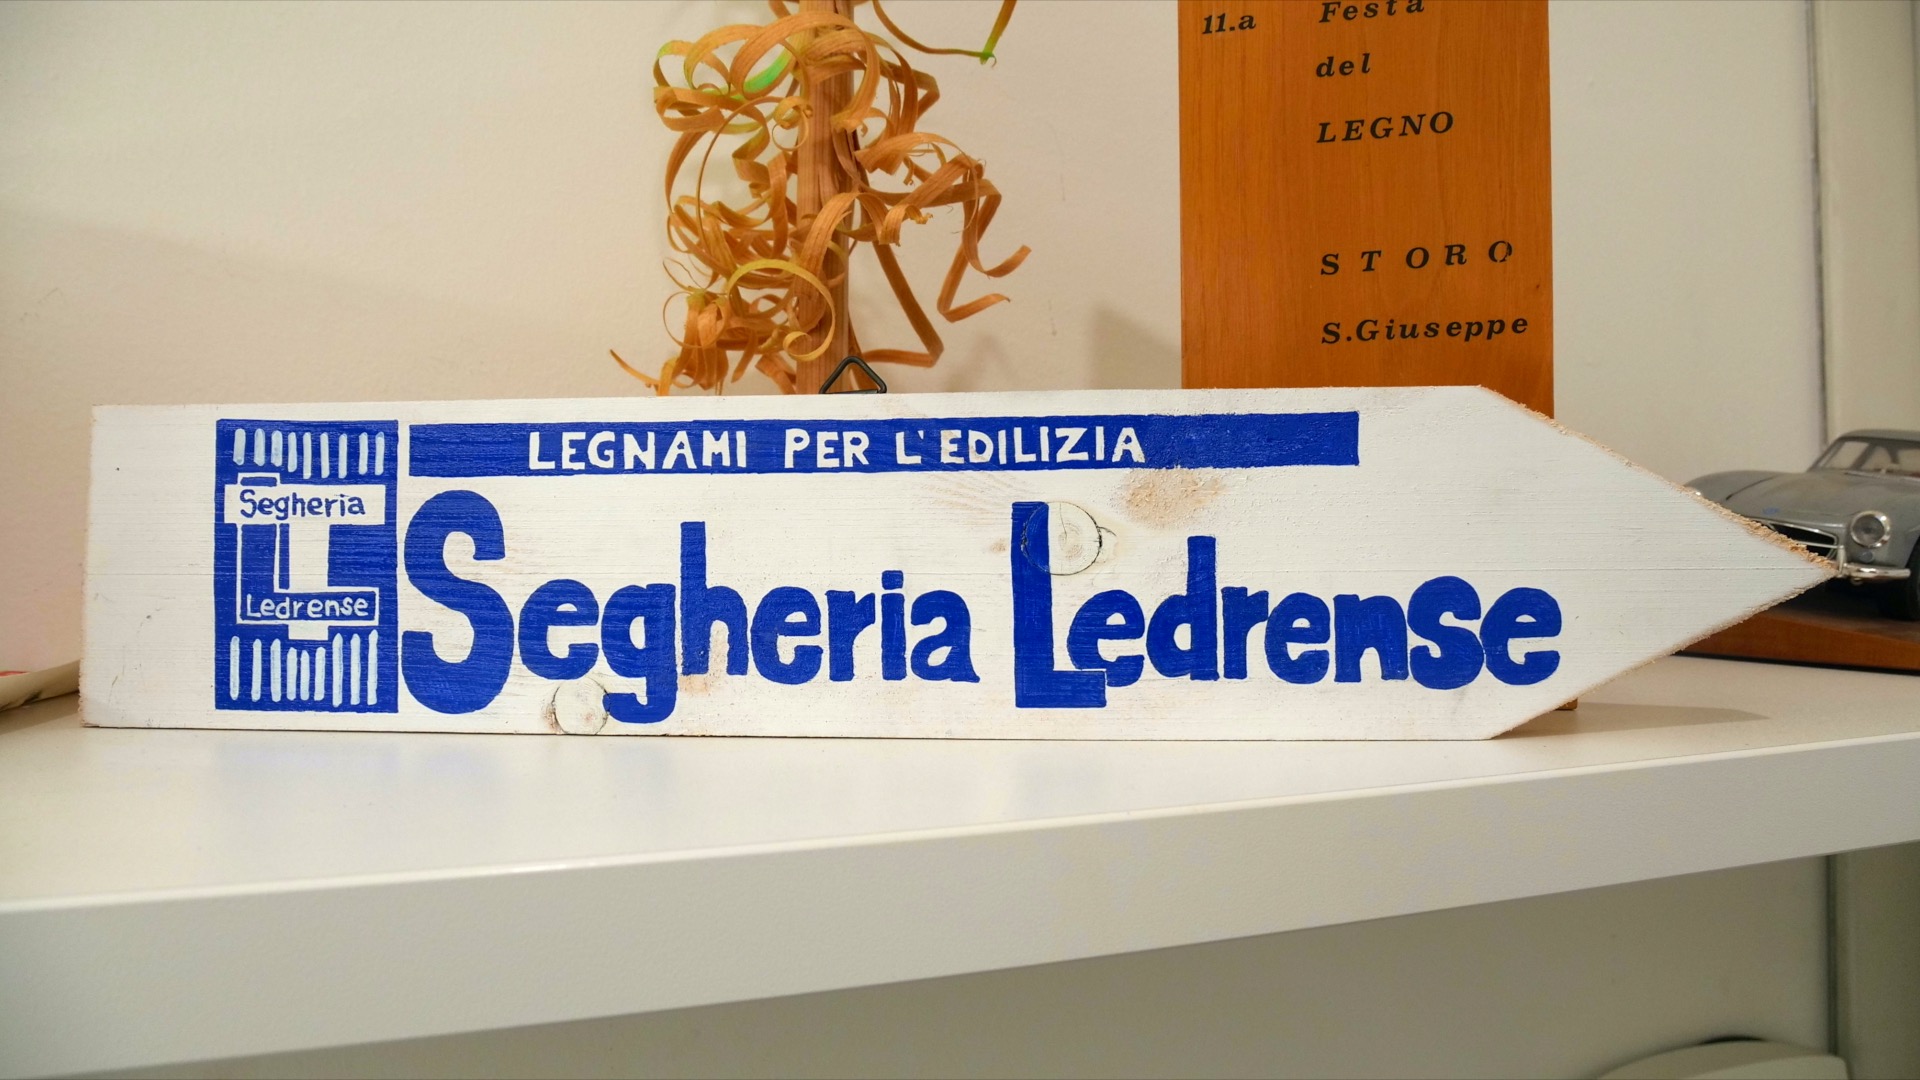 11.a Festa
del
LEGNO
STORO
S.Giuseppe
LEGNAMI PER L'EDILIZIA
Segheria Ledrense
Segheria
Ledrense